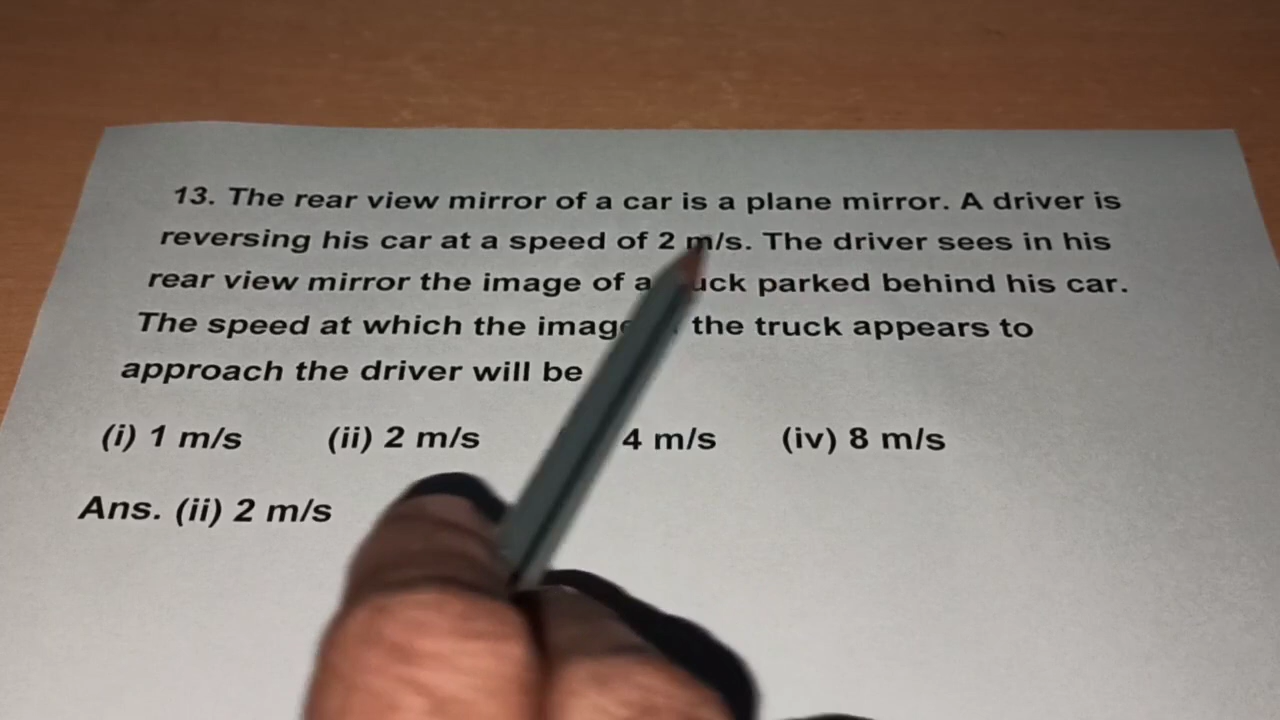 13. The rear view mirror of a car is a plane mirror. A driver is
reversing his car at a speed of 2 m/s. The driver sees in his
rear view mirror the image of a parked behind his car.
The speed at which the the truck appears to
approach the driver will be
(i) 1 m/s (ii) 2 m/s 4 m/s (iv) 8 m/s
Ans. (ii) 2 m/s